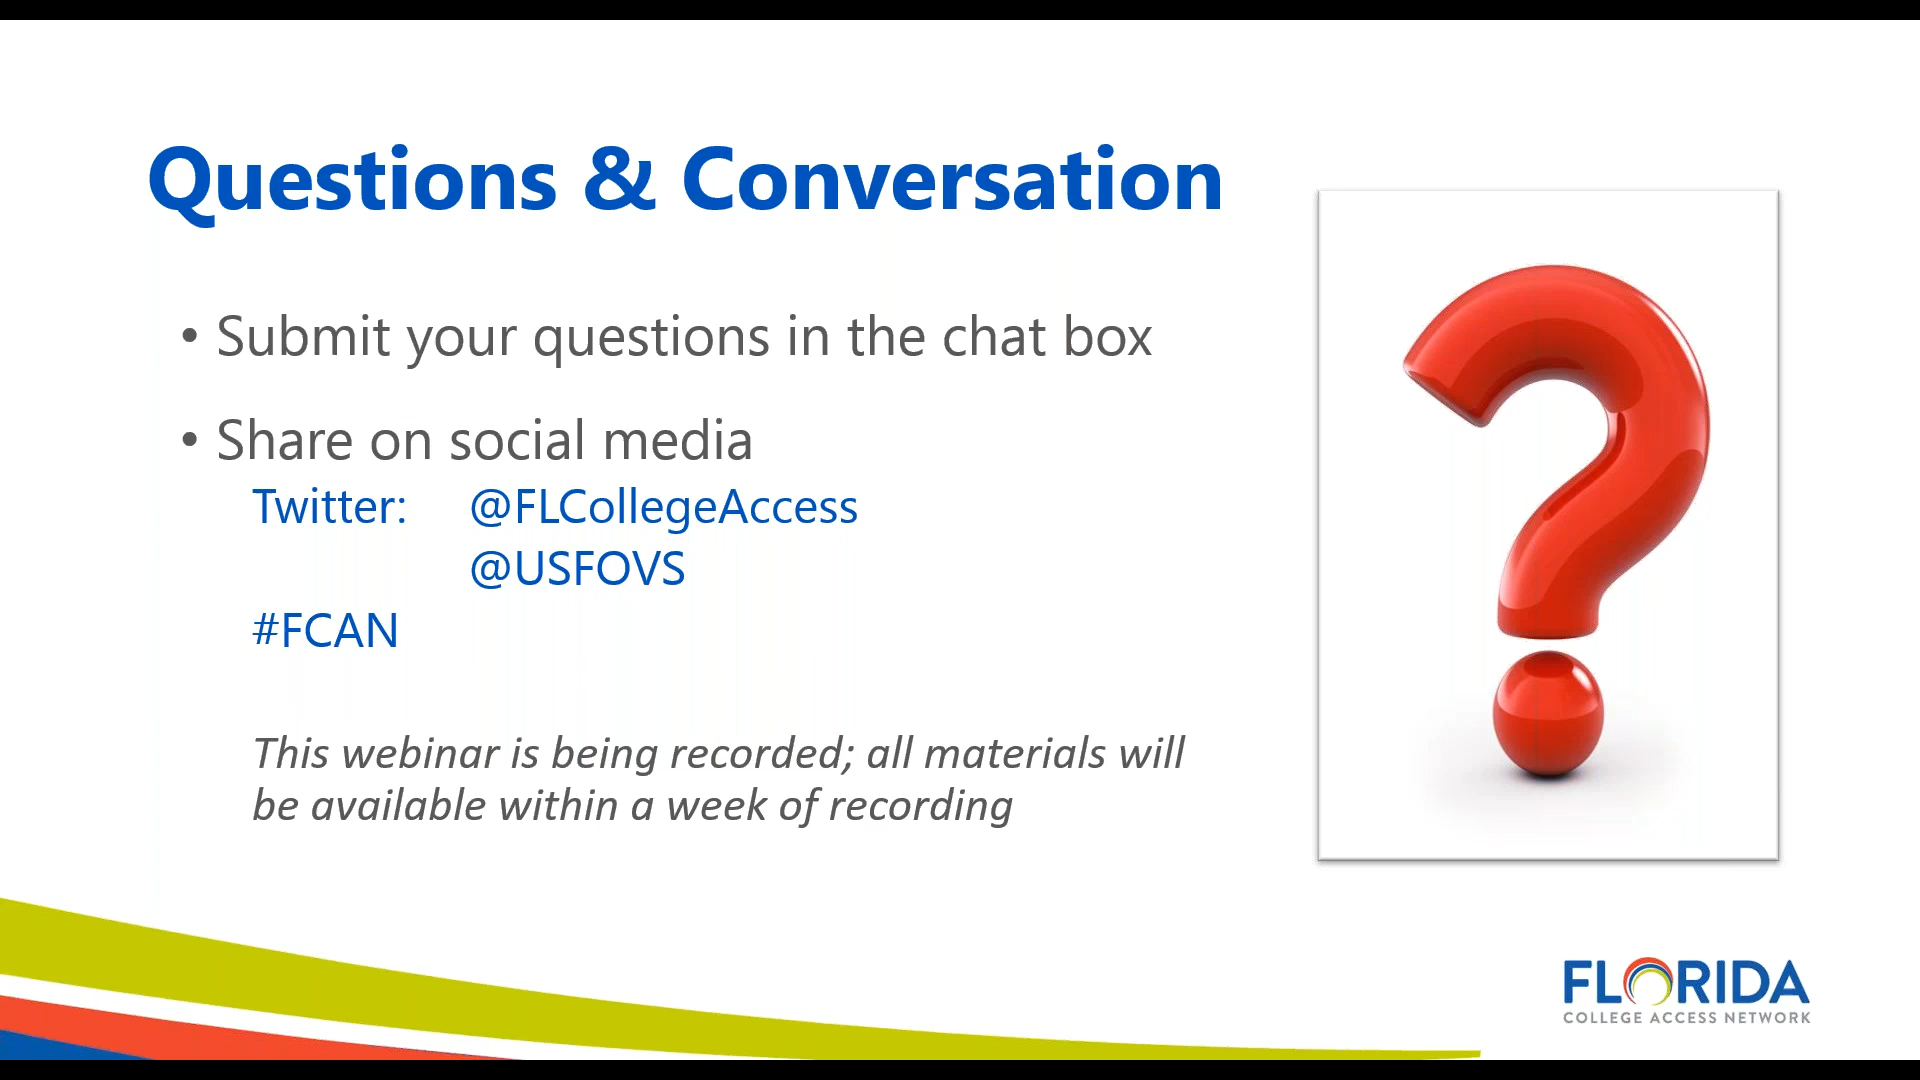 Questions & Conversation
• Submit your questions in the chat box
• Share on social media
Twitter: @FLCollegeAccess
@USFOVS
#FCAN
This webinar is being recorded; all materials will
be available within a week of recording
FLORIDA
COLLEGE ACCESS NETWORK